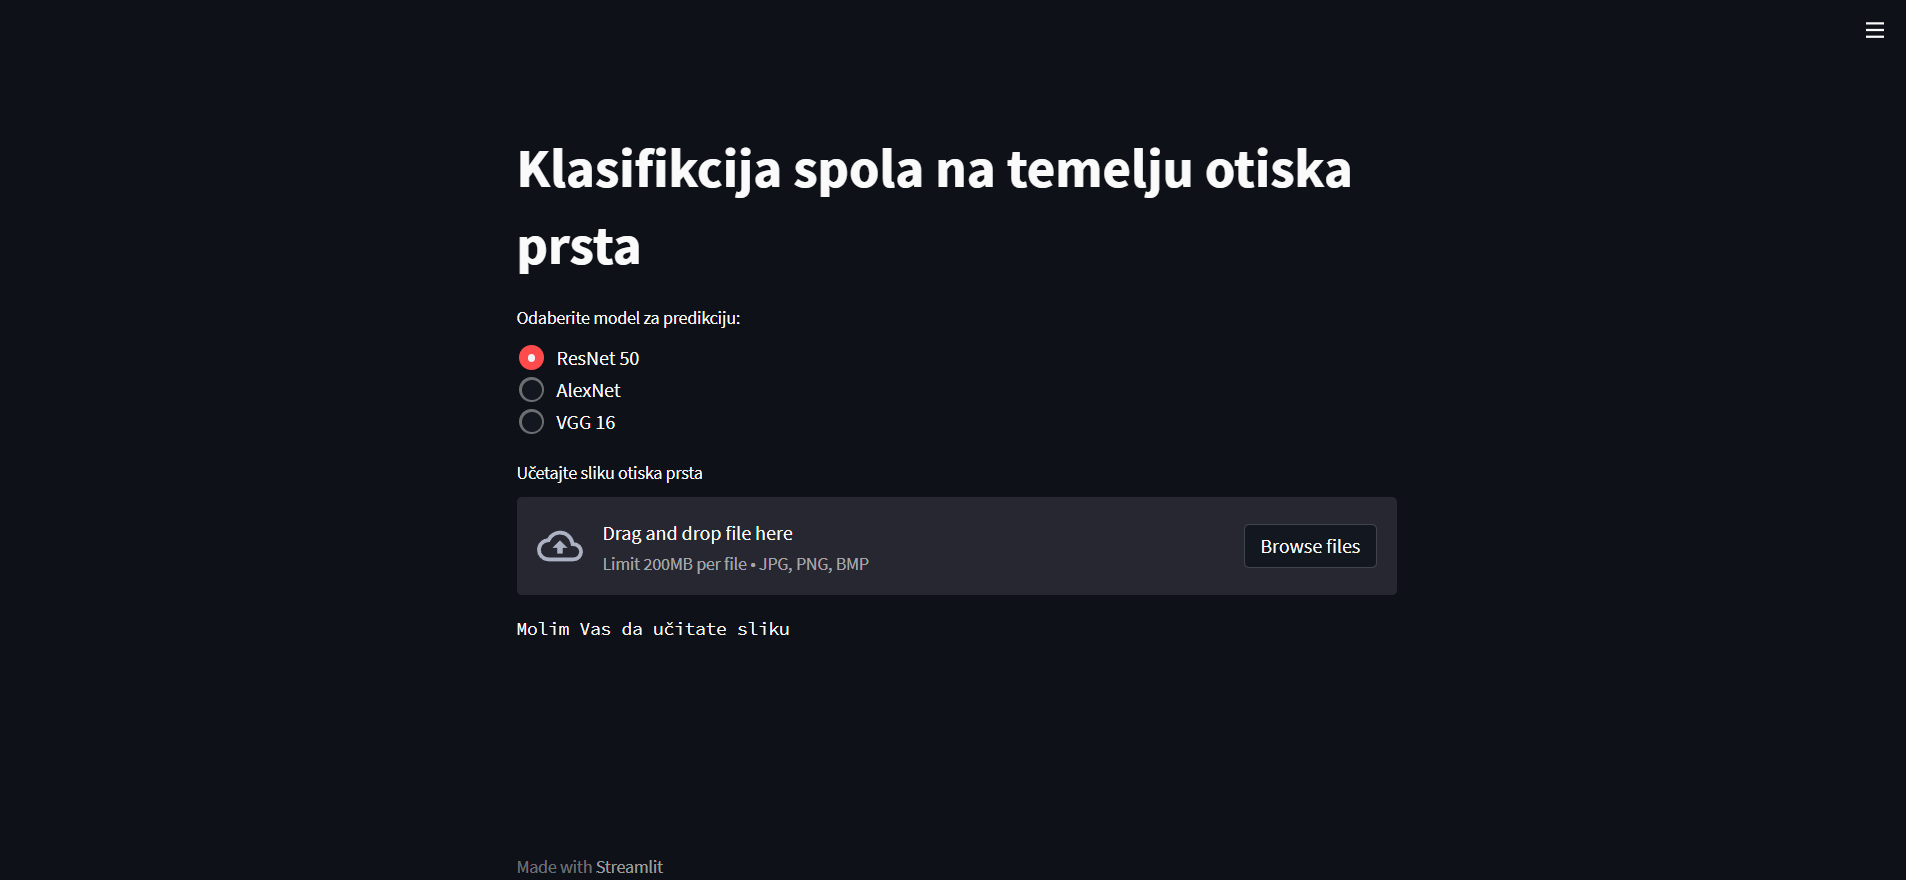 Klasifikcija spola na temelju otiska
prsta
Odaberite model za predikciju:
ResNet 50
AlexNet
VGG 16
Učetajte sliku otiska prsta
Drag and drop file here
Limit 200MB per file • JPG, PNG, BMP
Browse files
Molim Vas da učitate sliku
Made with Streamlit